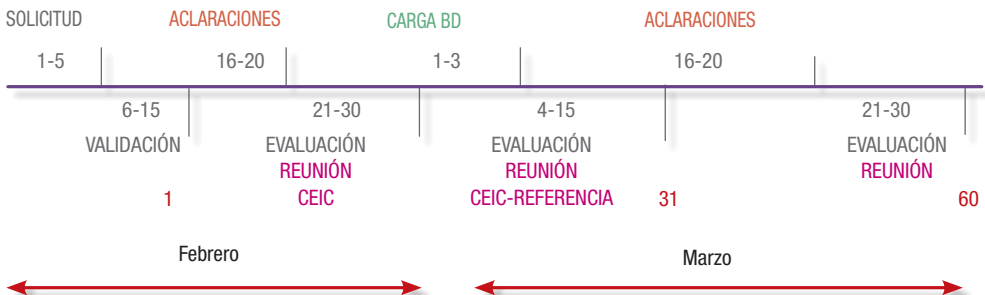 SOLICITUD ACLARACIONES CARGA BD ACLARACIONES
1-5 16-20 1-3 16-20
6-15 21-30 4-15 21-30
VALIDACIÓN EVALUACIÓN EVALUACIÓN EVALUACIÓN
REUNIÓN REUNIÓN REUNIÓN
CEIC CEIC-REFERENCIA
1 31 60
Febrero Marzo